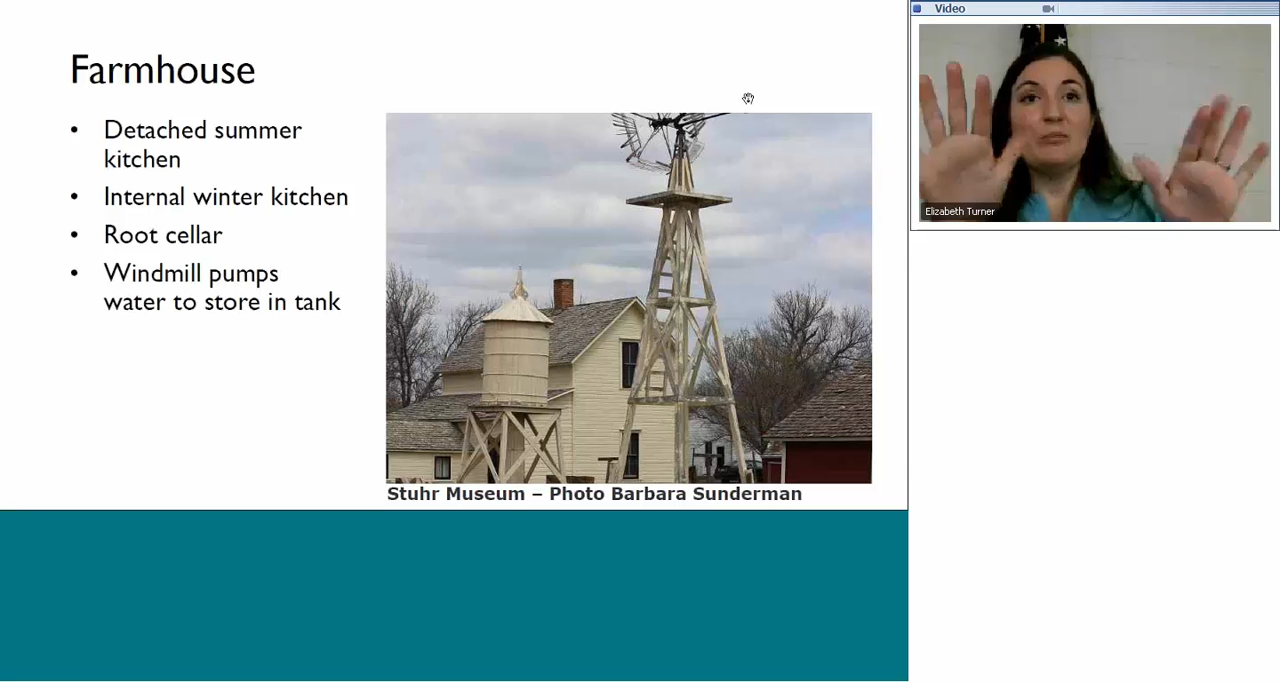 Farmhouse
• Detached summer
kitchen
• Internal winter kitchen
• Root cellar
• Windmill pumps
water to store in tank
Stuhr Museum – Photo Barbara Sunderman
Video
Elizabeth Turner